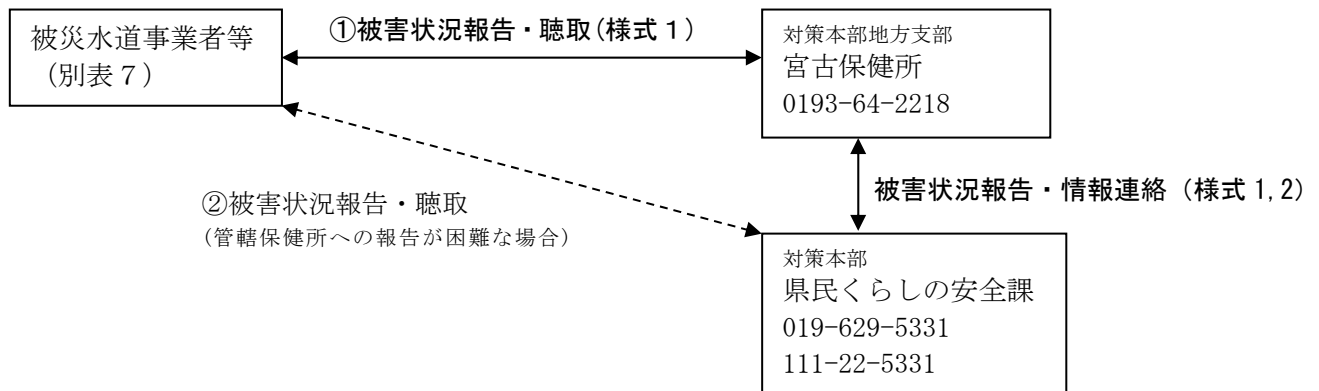 被災水道事業者等
（別表７）
①被害状況報告・聴取(様式１)
対策本部地方支部
宮古保健所
0193-64-2218
②被害状況報告・聴取
(管轄保健所への報告が困難な場合)
被害状況報告・情報連絡（様式1,2）
対策本部
県民くらしの安全課
019-629-5331
111-22-5331